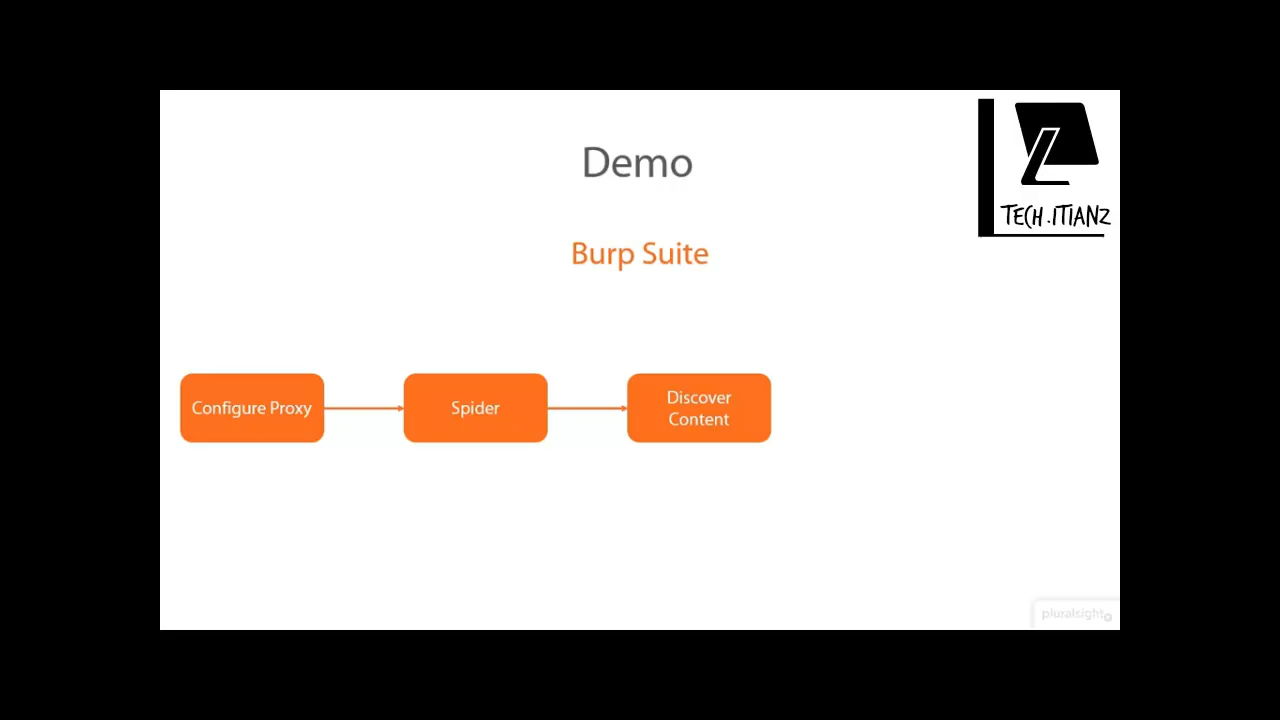 Demo
TECH.ITIANZ
Burp Suite
Configure Proxy
Spider
Discover
Content
pluralsight